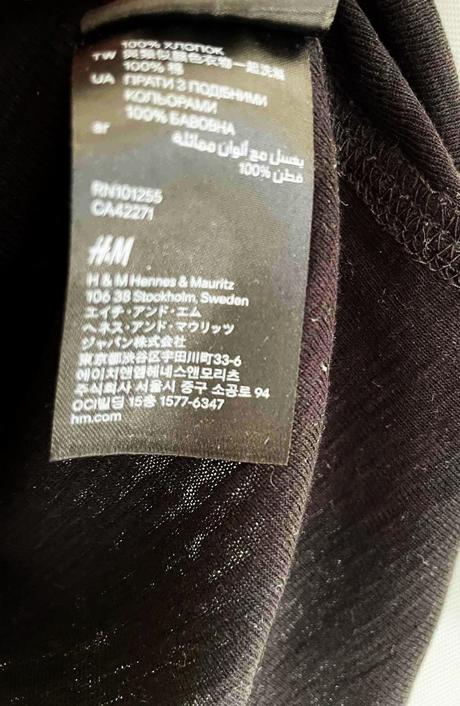 100% ХЛОПОК
TW 與類似顏色衣物一起洗滌
100% 棉
UA ПРАТИ З ПОДІБНИМИ
КОЛЬОРАМИ
100% БАВОВНА
ar يغسل مع ألوان مماثلة
100% قطن
RN101255
CA42271
H&M
H & M Hennes & Mauritz
106 38 Stockholm, Sweden
エイチ・アンド・エム
ヘネス・アンド・マウリッツ
ジャパン株式会社
東京都渋谷区宇田川町33-6
에이치앤엠헤네스앤모리츠
주식회사 서울시 중구 소공로 94
OCI빌딩 15층 1577-6347
hm.com